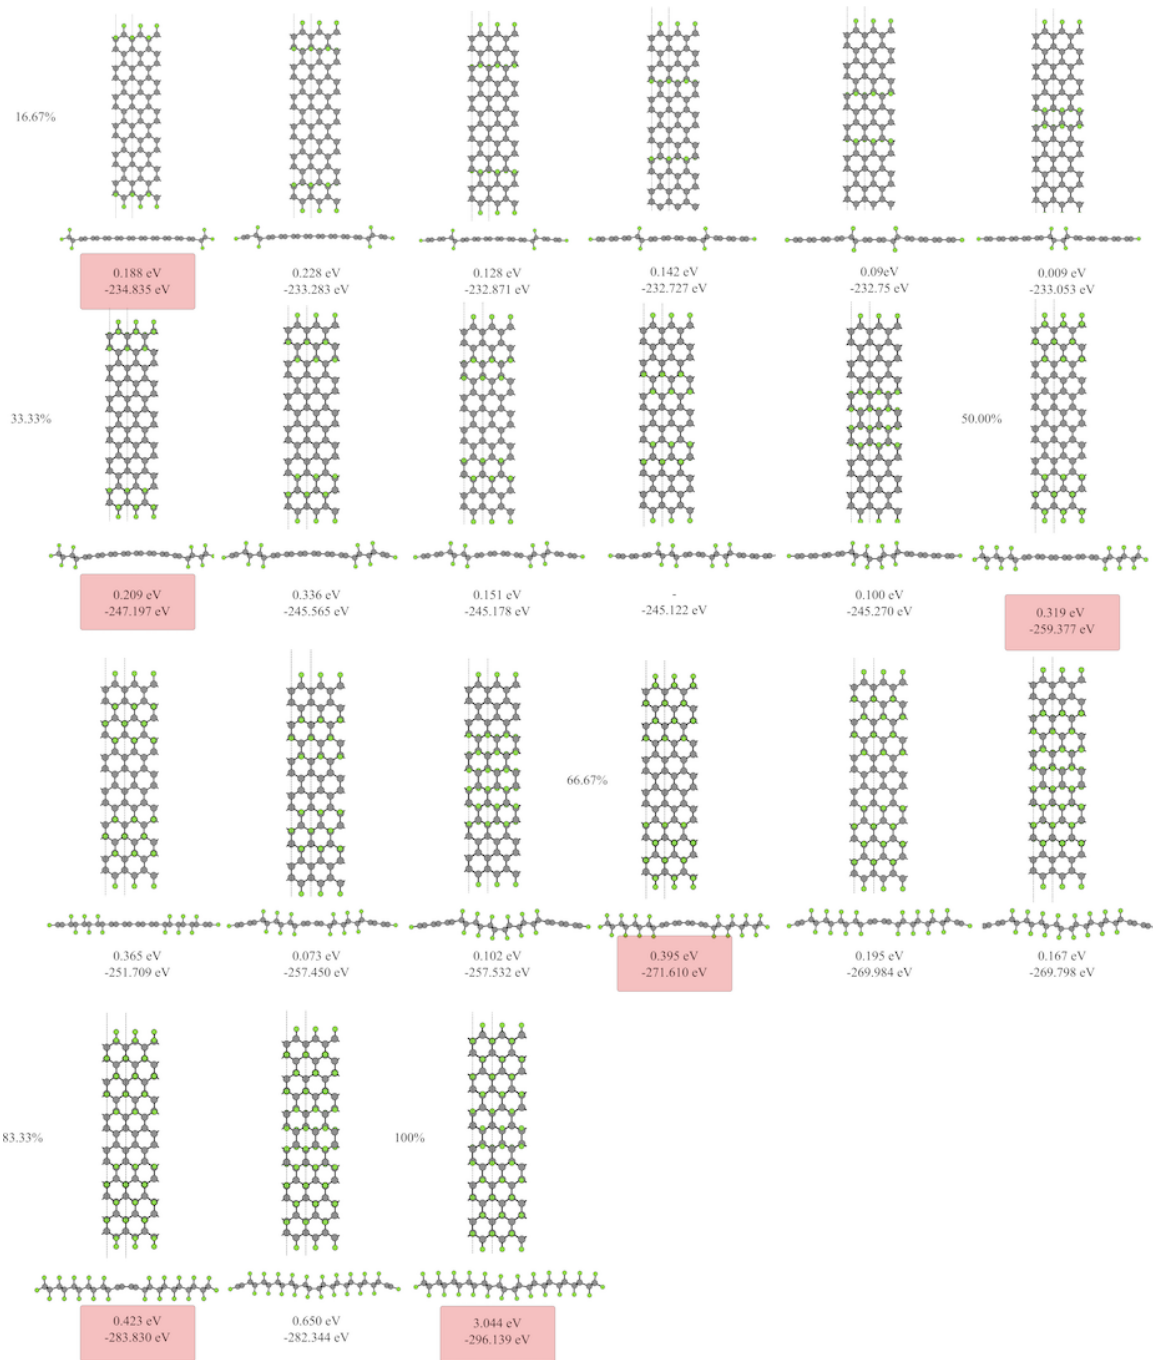 16.67%
0.188 eV
-234.835 eV
0.228 eV
-233.283 eV
0.128 eV
-232.871 eV
0.142 eV
-232.727 eV
0.09eV
-232.75 eV
0.009 eV
-233.053 eV
33.33%
50.00%
0.209 eV
-247.197 eV
0.336 eV
-245.565 eV
0.151 eV
-245.178 eV
-
-245.122 eV
0.100 eV
-245.270 eV
0.319 eV
-259.377 eV
66.67%
0.365 eV
-251.709 eV
0.073 eV
-257.450 eV
0.102 eV
-257.532 eV
0.395 eV
-271.610 eV
0.195 eV
-269.984 eV
0.167 eV
-269.798 eV
83.33%
100%
0.423 eV
-283.830 eV
0.650 eV
-282.344 eV
3.044 eV
-296.139 eV